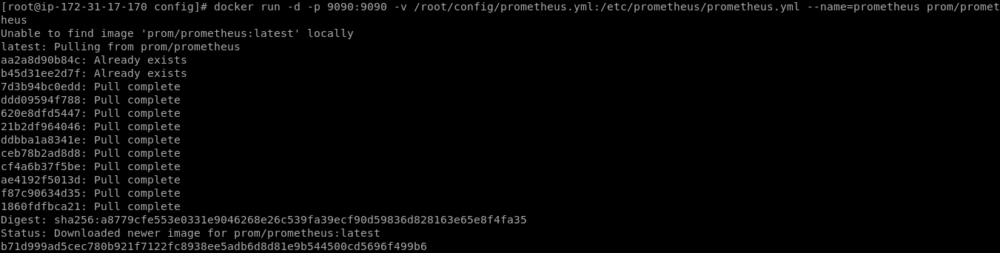 [root@ip-172-31-17-170 config]# docker run -d -p 9090:9090 -v /root/config/prometheus.yml:/etc/prometheus/prometheus.yml --name=prometheus prom/promet
heus
Unable to find image 'prom/prometheus:latest' locally
latest: Pulling from prom/prometheus
aa2a8d90b84c: Already exists
b45d31ee2d7f: Already exists
7d3b94bc0edd: Pull complete
ddd09594f788: Pull complete
620e8dfd5447: Pull complete
21b2df964046: Pull complete
ddbba1a8341e: Pull complete
ceb78b2ad8d8: Pull complete
cf4a6b37f5be: Pull complete
ae4192f5013d: Pull complete
f87c90634d35: Pull complete
1860fdfbca21: Pull complete
Digest: sha256:a8779cfe553e0331e9046268e26c539fa39ecf90d59836d828163e65e8f4fa35
Status: Downloaded newer image for prom/prometheus:latest
b71d999ad5cec780b921f7122fc8938ee5adb6d8d81e9b544500cd5696f499b6